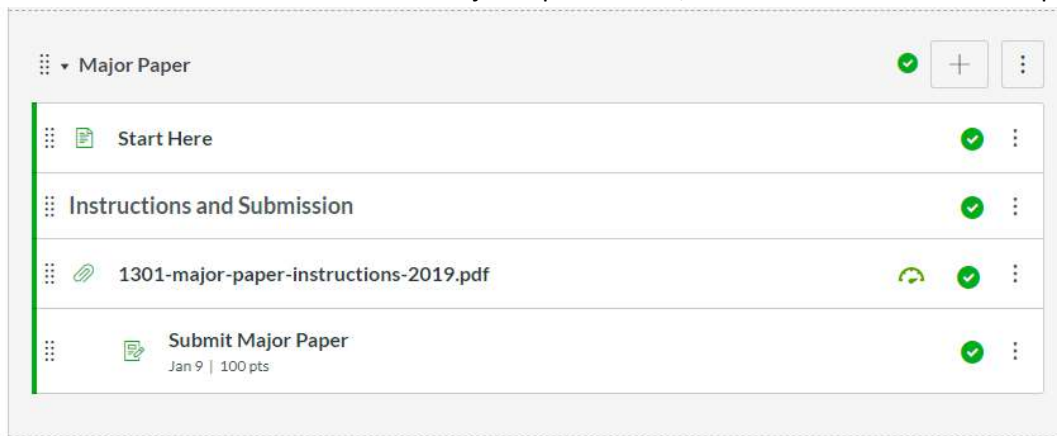 Major Paper
Start Here
Instructions and Submission
1301-major-paper-instructions-2019.pdf
Submit Major Paper
Jan 9 | 100 pts